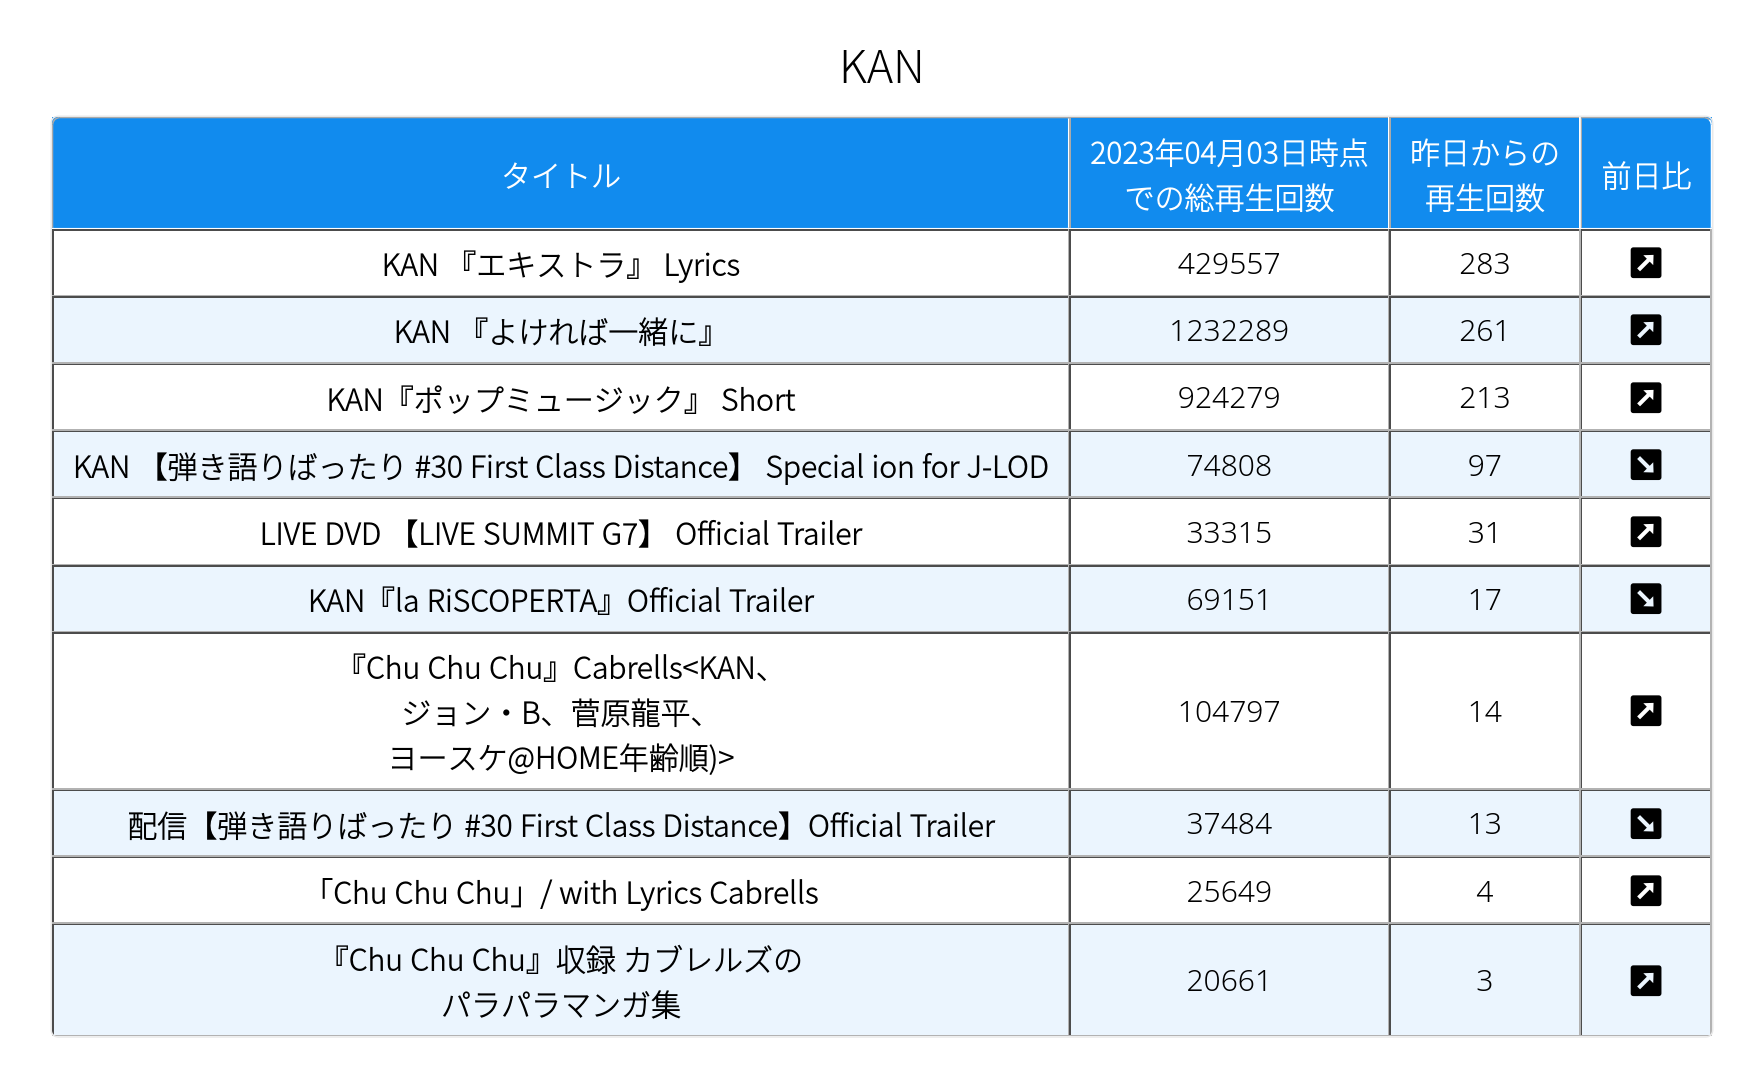 KAN
タイトル
2023年04月03日時点
での総再生回数
昨日からの
再生回数
前日比
KAN 『エキストラ』 Lyrics
429557
283
KAN 『よければ一緒に』
1232289
261
KAN『ポップミュージック』 Short
924279
213
KAN 【弾き語りばったり #30 First Class Distance】 Special ion for J-LOD
74808
97
LIVE DVD 【LIVE SUMMIT G7】 Official Trailer
33315
31
KAN『la RiSCOPERTA』Official Trailer
69151
17
『Chu Chu Chu』Cabrells<KAN、
ジョン・B、菅原龍平、
ヨースケ@HOME年齢順)>
104797
14
配信【弾き語りばったり #30 First Class Distance】Official Trailer
37484
13
「Chu Chu Chu」/ with Lyrics Cabrells
25649
4
『Chu Chu Chu』収録 カブレルズの
パラパラマンガ集
20661
3